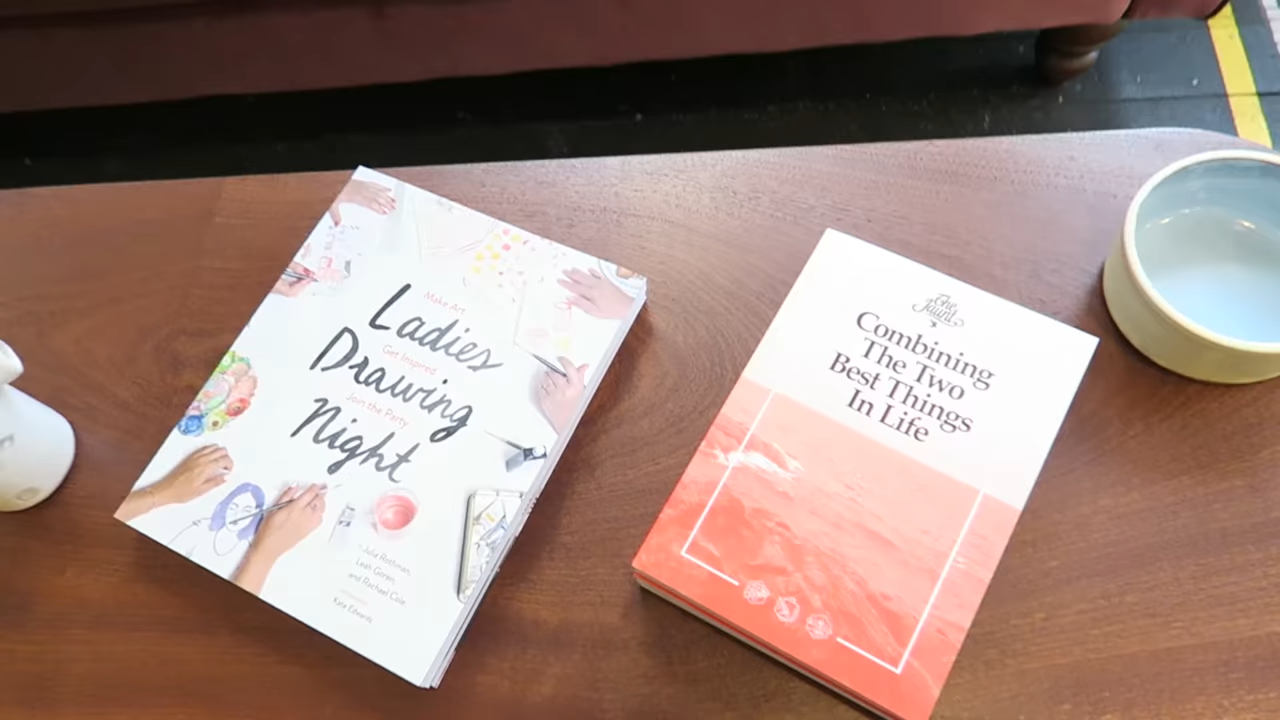 Make Art
Ladies
Get Inspired
Drawing
Join the Party
Night
Julia Rothman,
Leah Goren,
and Rachael Cole
Kate Edwards
The
Jaunt
Combining
The Two
Best Things
In Life